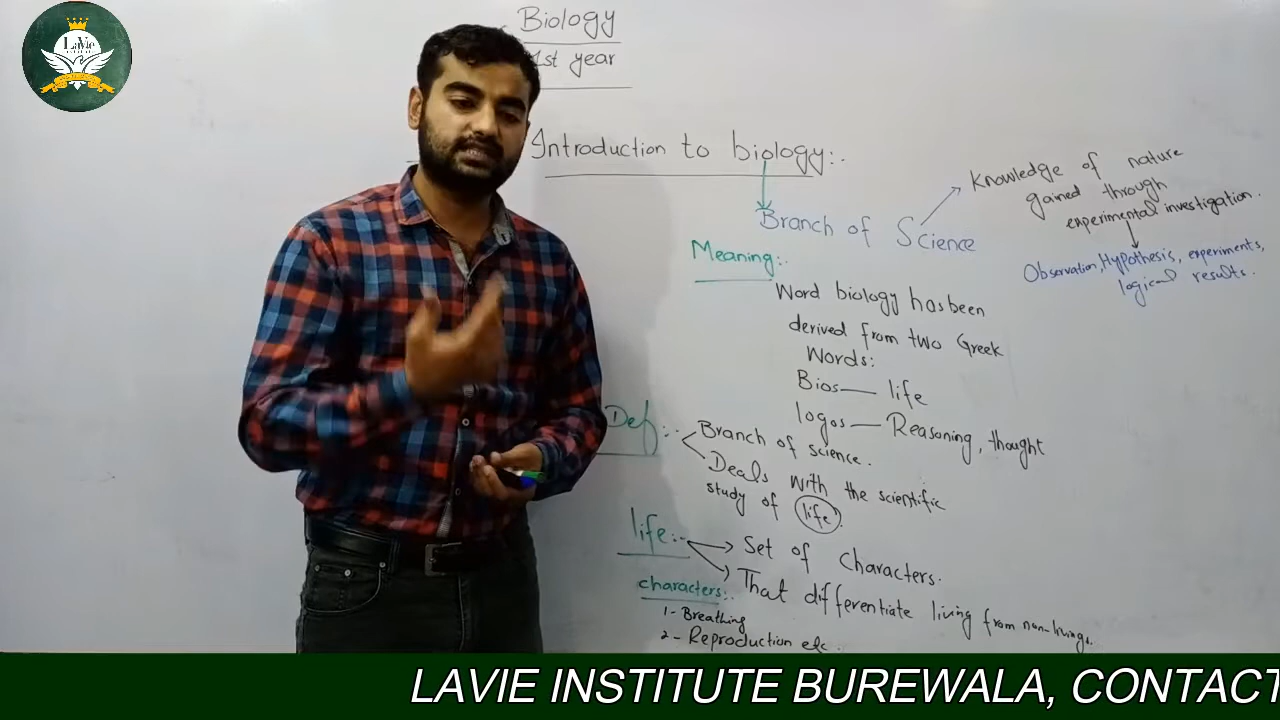 LaVie
Biology
1st year
Introduction to biology:.
Branch of Science
Knowledge of nature
gained through
experimental investigation.
Observation, Hypothesis, experiments,
logical results.
Meaning:.
Word biology has been
derived from two Greek
Words:
Bios— life
logos— Reasoning, thought
Def:.
Branch of science.
Deals with the scientific
study of life.
life:.
Set of Characters.
That differentiate living from non-livings.
characters:.
1- Breathing
2- Reproduction etc.
LAVIE INSTITUTE BUREWALA, CONTACT